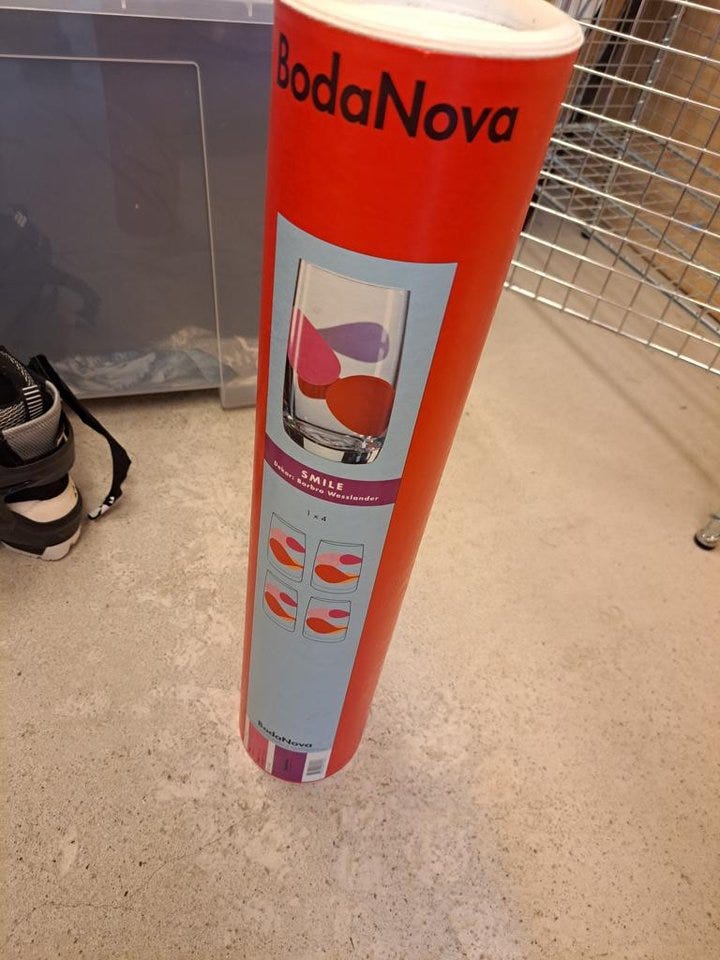 BodaNova
SMILE
Dekor: Barbro Wesslander
1 x 4
BodaNova